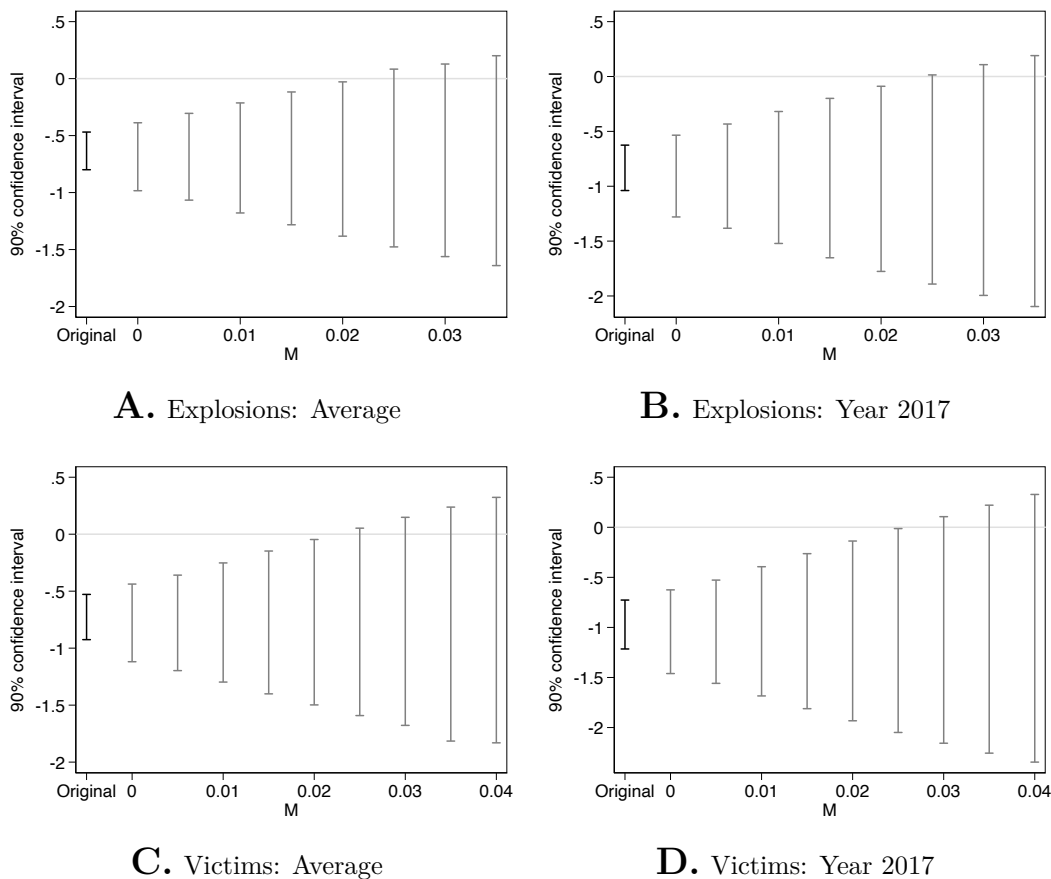 .5
0
-.5
-1
-1.5
-2
90% confidence interval
Original 0 0.01 0.02 0.03
M
A. Explosions: Average
.5
0
-.5
-1
-1.5
-2
90% confidence interval
Original 0 0.01 0.02 0.03
M
B. Explosions: Year 2017
.5
0
-.5
-1
-1.5
-2
90% confidence interval
Original 0 0.01 0.02 0.03 0.04
M
C. Victims: Average
.5
0
-.5
-1
-1.5
-2
90% confidence interval
Original 0 0.01 0.02 0.03 0.04
M
D. Victims: Year 2017